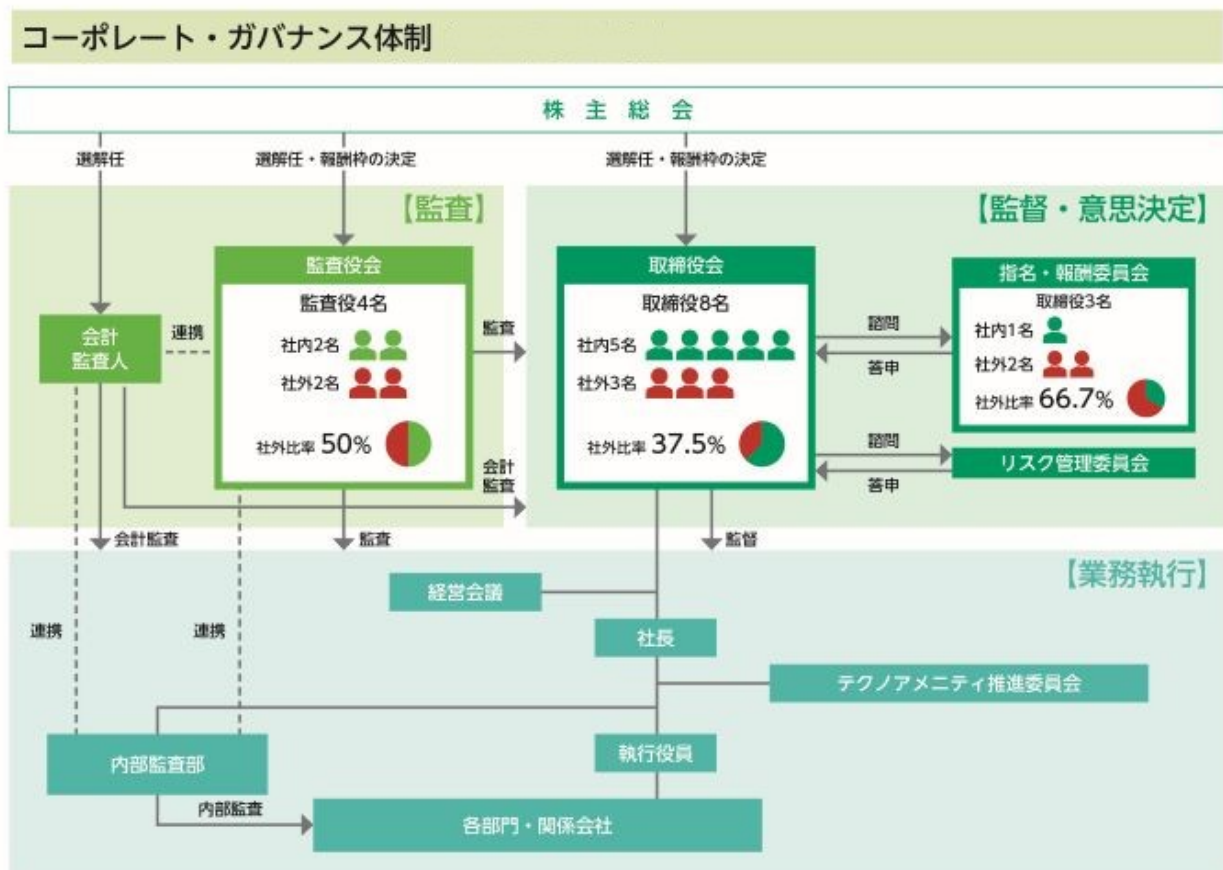 コーポレート・ガバナンス体制
株主総会
選解任
選解任・報酬枠の決定
選解任・報酬枠の決定
【監査】
【監督・意思決定】
監査役会
監査役4名
社内2名
社外2名
社外比率 50%
会計
監査人
連携
監査
会計
監査
取締役会
取締役8名
社内5名
社外3名
社外比率 37.5%
諮問
答申
諮問
答申
指名・報酬委員会
取締役3名
社内1名
社外2名
社外比率 66.7%
リスク管理委員会
会計監査
監査
監督
【業務執行】
経営会議
社長
連携
連携
テクノアメニティ推進委員会
内部監査部
執行役員
内部監査
各部門・関係会社